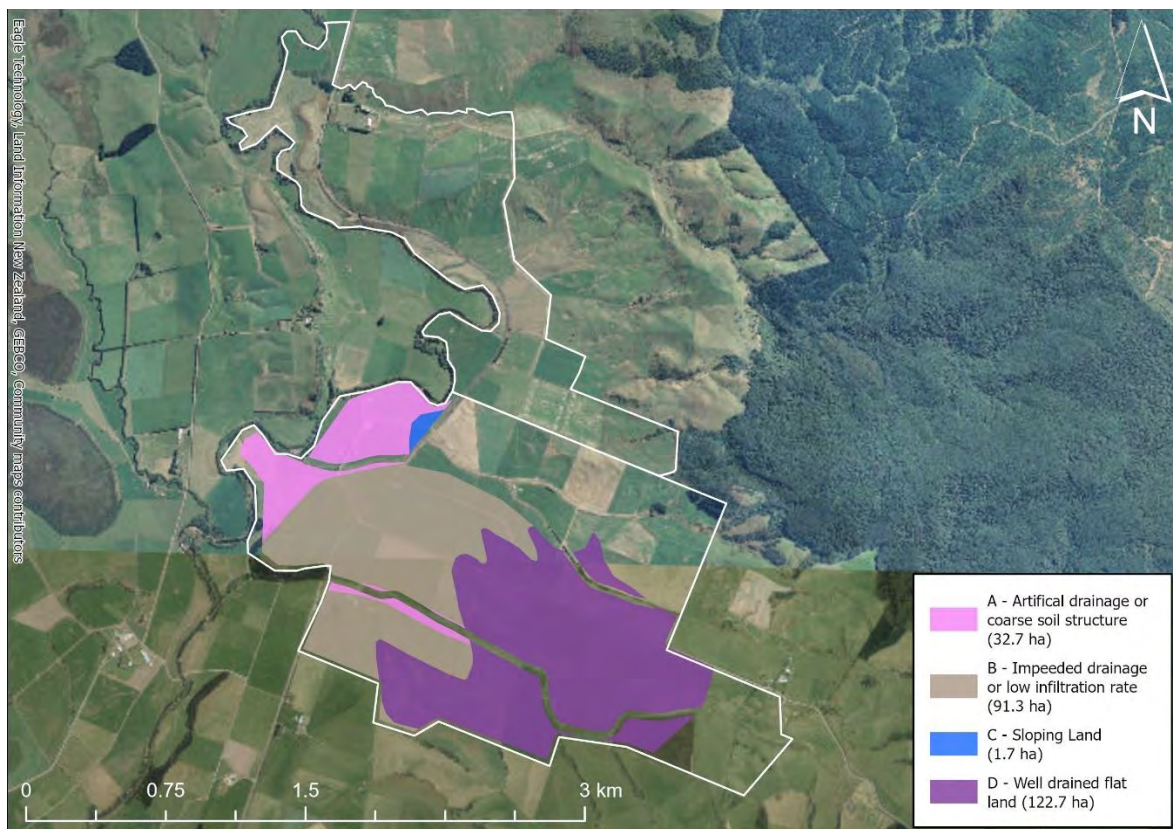 Eagle Technology, Land Information New Zealand, GEBCO, Community maps contributors
N
A - Artifical drainage or
coarse soil structure
(32.7 ha)
B - Impeeded drainage
or low infiltration rate
(91.3 ha)
C - Sloping Land
(1.7 ha)
D - Well drained flat
land (122.7 ha)
0 0.75 1.5 3 km